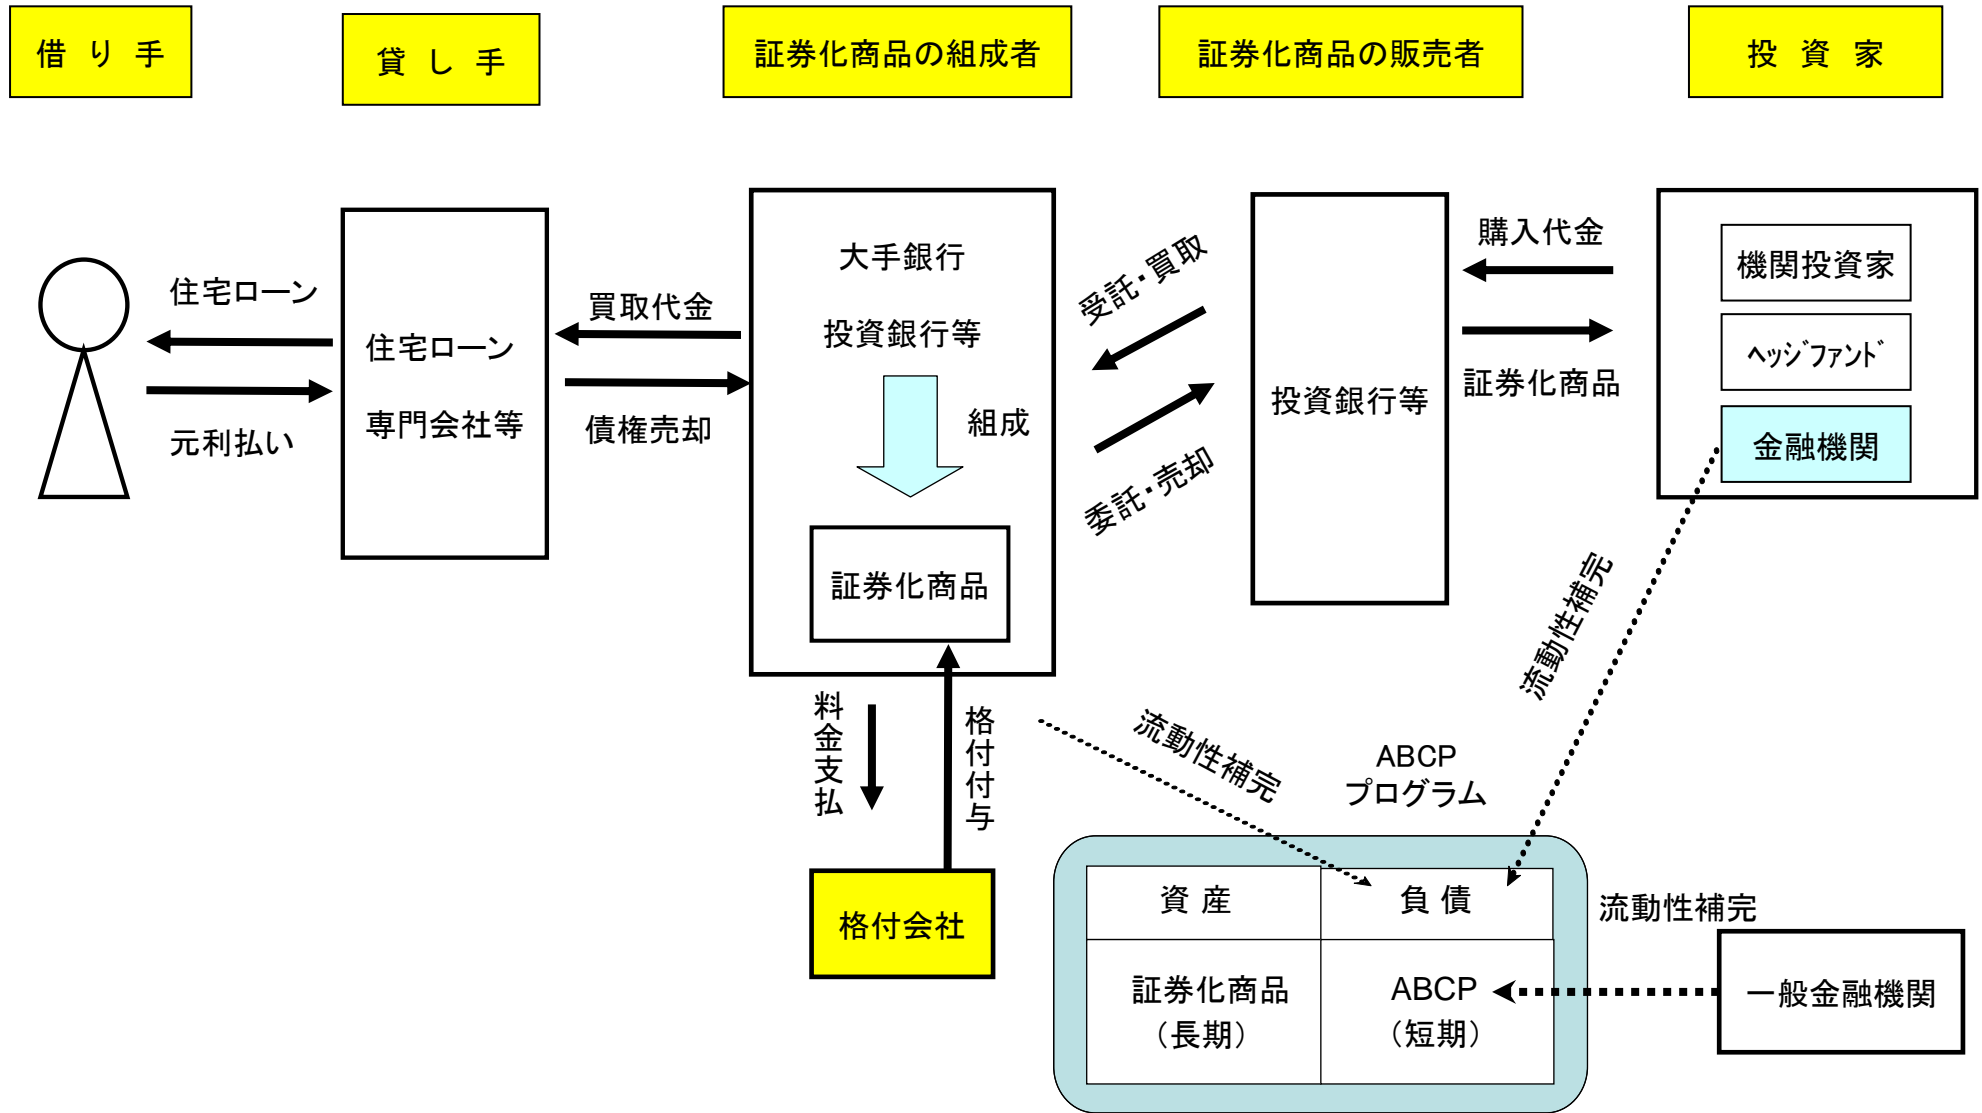 借り手
貸し手
証券化商品の組成者
証券化商品の販売者
投資家
住宅ローン
元利払い
住宅ローン
専門会社等
買取代金
債権売却
大手銀行
投資銀行等
組成
証券化商品
受託・買取
委託・売却
投資銀行等
購入代金
証券化商品
機関投資家
ﾍｯｼﾞﾌｧﾝﾄﾞ
金融機関
料金支払
格付付与
格付会社
流動性補完
流動性補完
ABCP
プログラム
資産
負債
証券化商品
（長期）
ABCP
（短期）
流動性補完
一般金融機関